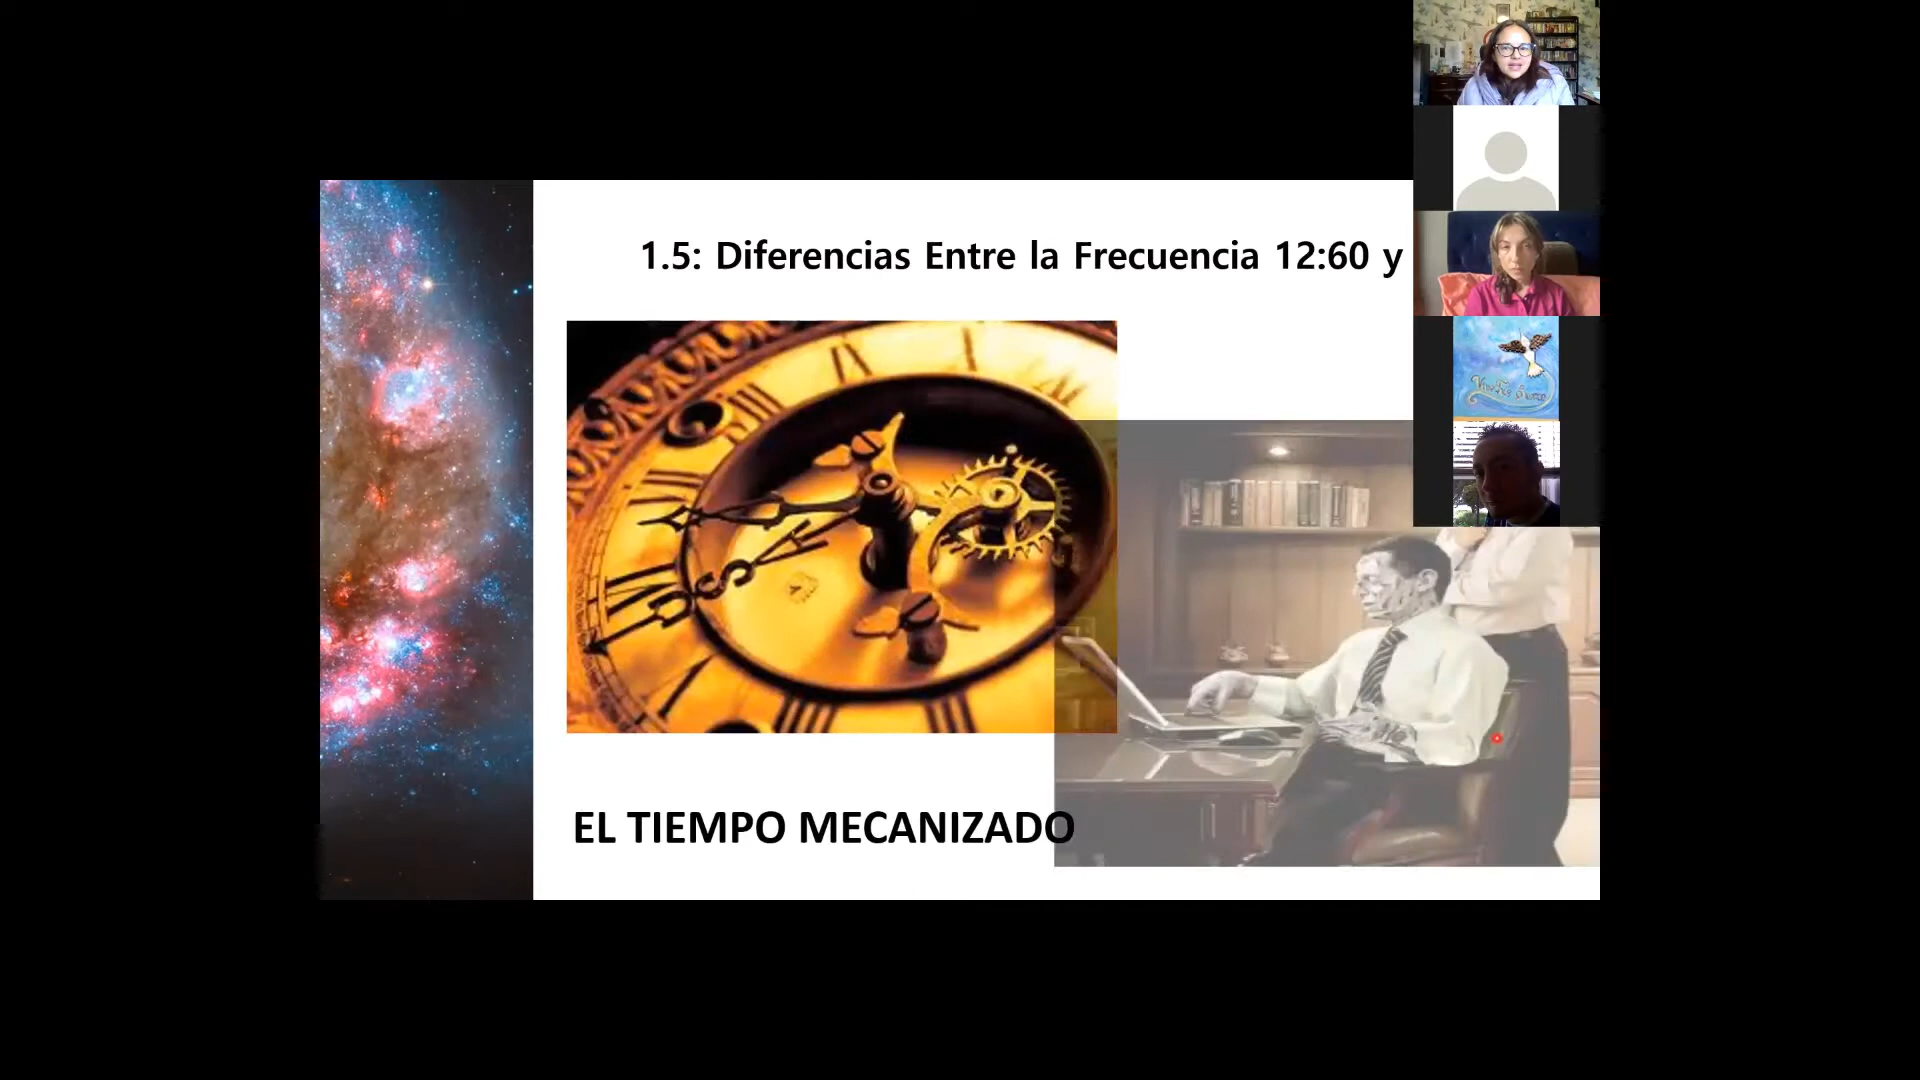 1.5: Diferencias Entre la Frecuencia 12:60 y
EL TIEMPO MECANIZADO